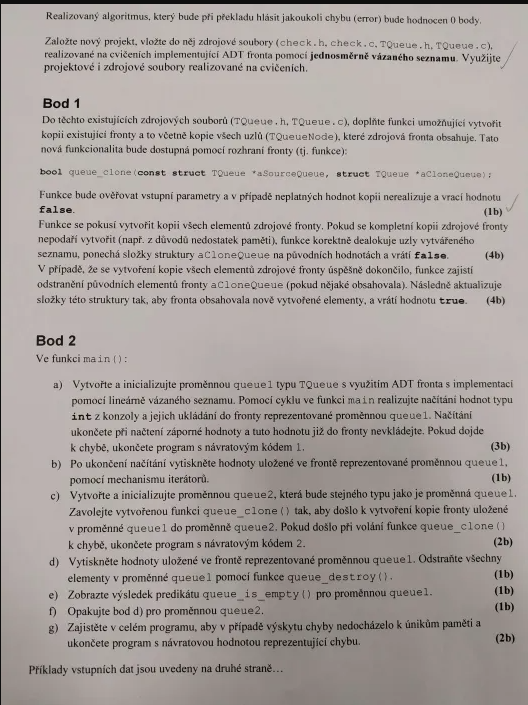 Realizovaný algoritmus, který bude při překladu hlásit jakoukoli chybu (error) bude hodnocen 0 body.
Založte nový projekt, vložte do něj zdrojové soubory (check.h, check.c, TQueue.h, TQueue.c),
realizované na cvičeních implementující ADT fronta pomocí jednosměrně vázaného seznamu. Využijte
projektové i zdrojové soubory realizované na cvičeních.
Bod 1
Do těchto existujících zdrojových souborů (TQueue.h, TQueue.c), doplňte funkci umožňující vytvořit
kopii existující fronty a to včetně kopie všech uzlů (TQueueNode), které zdrojová fronta obsahuje. Tato
nová funkcionalita bude dostupná pomocí rozhraní fronty (tj. funkce):
bool queue_clone(const struct TQueue *aSourceQueue, struct TQueue *aCloneQueue);
Funkce bude ověřovat vstupní parametry a v případě neplatných hodnot kopii nerealizuje a vrací hodnotu
false. (1b)
Funkce se pokusí vytvořit kopii všech elementů zdrojové fronty. Pokud se kompletní kopii zdrojové fronty
nepodaří vytvořit (např. z důvodů nedostatek paměti), funkce korektně dealokuje uzly vytvářeného
seznamu, ponechá složky struktury aCloneQueue na původních hodnotách a vrátí false. (4b)
V případě, že se vytvoření kopie všech elementů zdrojové fronty úspěšně dokončilo, funkce zajistí
odstranění původních elementů fronty aCloneQueue (pokud nějaké obsahovala). Následně aktualizuje
složky této struktury tak, aby fronta obsahovala nově vytvořené elementy, a vrátí hodnotu true. (4b)
Bod 2
Ve funkci main():
a) Vytvořte a inicializujte proměnnou queue1 typu TQueue s využitím ADT fronta s implementací
pomocí lineárně vázaného seznamu. Pomocí cyklu ve funkci main realizujte načítání hodnot typu
int z konzoly a jejich ukládání do fronty reprezentované proměnnou queue1. Načítání
ukončete při načtení záporné hodnoty a tuto hodnotu již do fronty nevkládejte. Pokud dojde
k chybě, ukončete program s návratovým kódem 1. (3b)
b) Po ukončení načítání vytiskněte hodnoty uložené ve frontě reprezentované proměnnou queue1,
pomocí mechanismu iterátorů. (1b)
c) Vytvořte a inicializujte proměnnou queue2, která bude stejného typu jako je proměnná queue1.
Zavolejte vytvořenou funkci queue_clone() tak, aby došlo k vytvoření kopie fronty uložené
v proměnné queue1 do proměnné queue2. Pokud došlo při volání funkce queue_clone()
k chybě, ukončete program s návratovým kódem 2. (2b)
d) Vytiskněte hodnoty uložené ve frontě reprezentované proměnnou queue1. Odstraňte všechny
elementy v proměnné queue1 pomocí funkce queue_destroy(). (1b)
e) Zobrazte výsledek predikátu queue_is_empty() pro proměnnou queue1. (1b)
f) Opakujte bod d) pro proměnnou queue2. (1b)
g) Zajistěte v celém programu, aby v případě výskytu chyby nedocházelo k únikům paměti a
ukončete program s návratovou hodnotou reprezentující chybu. (2b)
Příklady vstupních dat jsou uvedeny na druhé straně…